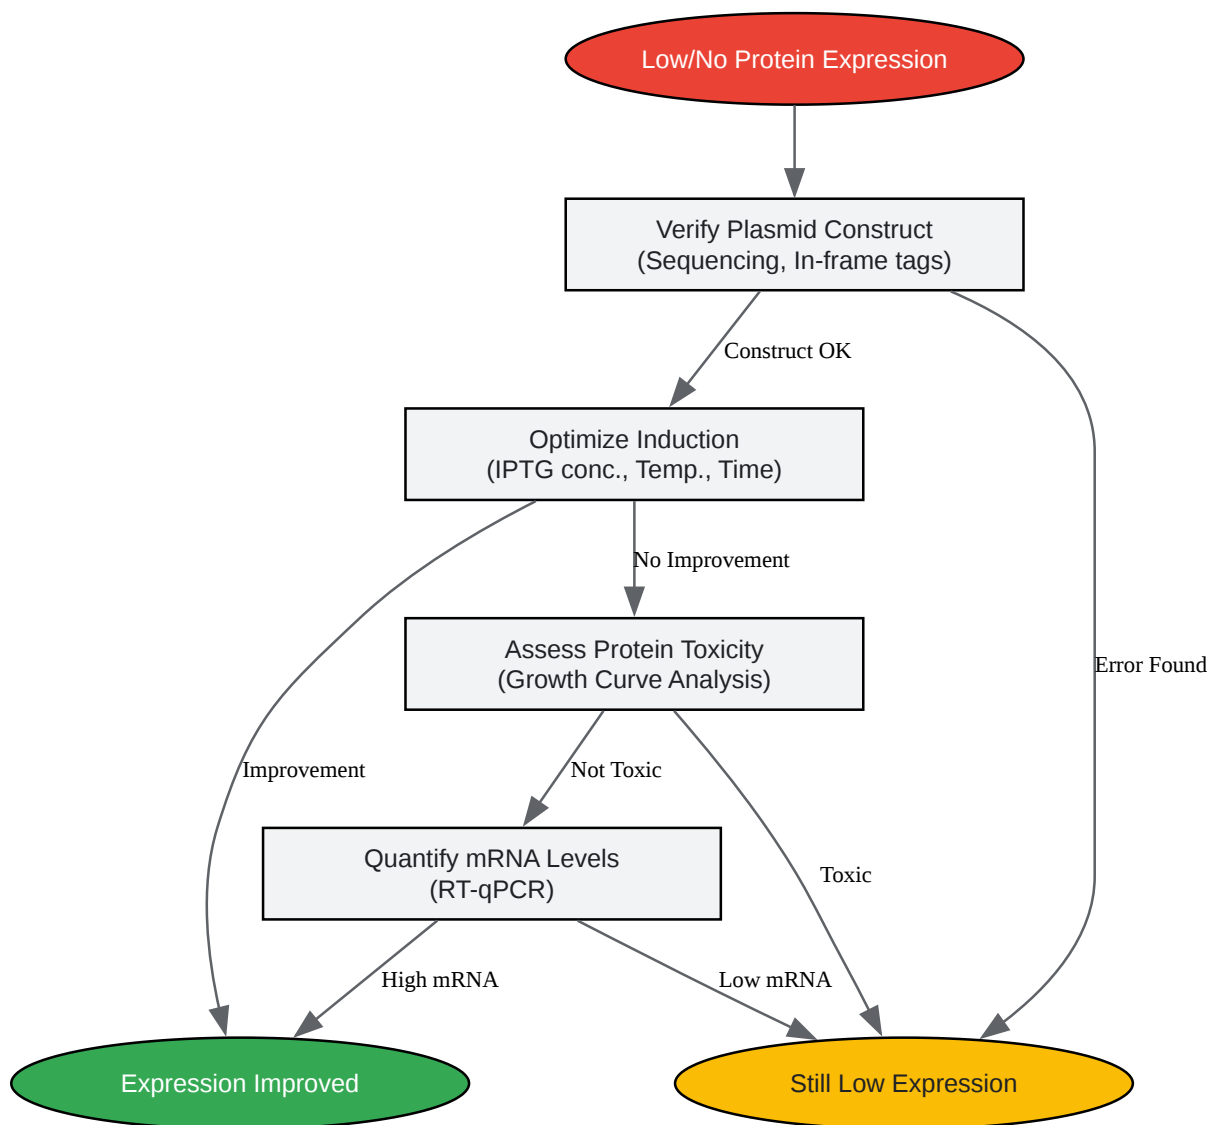 Low/No Protein Expression
Verify Plasmid Construct
(Sequencing, In-frame tags)
Construct OK
Optimize Induction
(IPTG conc., Temp., Time)
No Improvement
Assess Protein Toxicity
(Growth Curve Analysis)
Error Found
Improvement
Not Toxic
Quantify mRNA Levels
(RT-qPCR)
Toxic
High mRNA
Low mRNA
Expression Improved
Still Low Expression